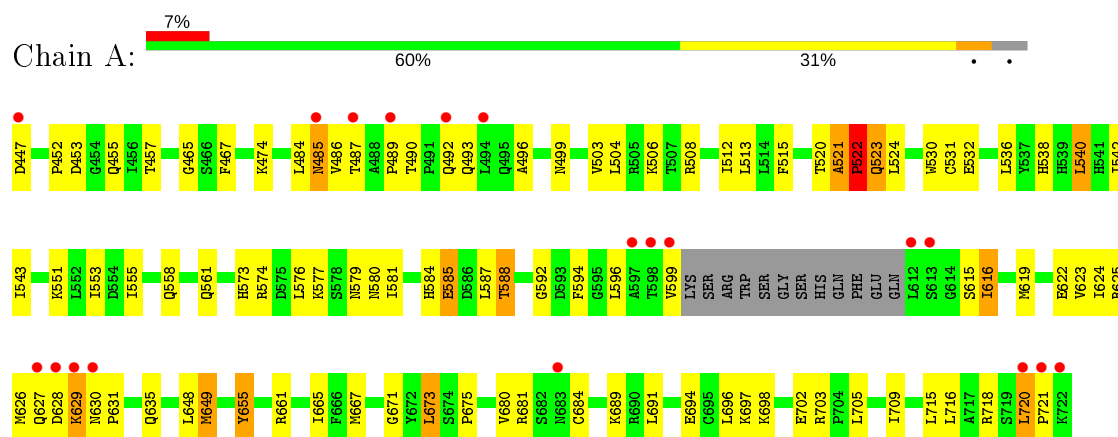 7%
Chain A:
60% 31% • •
D447 P452 D453 G454 Q455 I456 T457 G465 S466 F467 K474 L484 N485 V486 T487 A488 P489 T490 P491 Q492 Q493 L494 Q495 A496 N499 V503 L504 R505 K506 T507 R508 I512 L513 L514 F515 T520 A521 P522 Q523 L524 W530 C531 E532 L536 Y537 H538 H539 L540 H541
I543 K551 L552 I553 D554 I555 Q558 Q561 H573 R574 D575 L576 K577 S578 N579 N580 I581 H584 E585 D586 L587 T588 G592 D593 F594 G595 L596 A597 T598 V599 LYS SER ARG TRP SER GLY SER HIS GLN PHE GLU GLN L612 S613 G614 S615 I616 M619 E622 V623 I624
M626 Q627 D628 K629 N630 P631 Q635 L648 M649 Y655 R661 I665 F666 M667 G671 Y672 L673 S674 P675 V680 R681 S682 N683 C684 K689 R690 L691 E694 C695 L696 K697 K698 E702 R703 P704 L705 I709 L715 L716 A717 R718 S719 L720 P721 K722